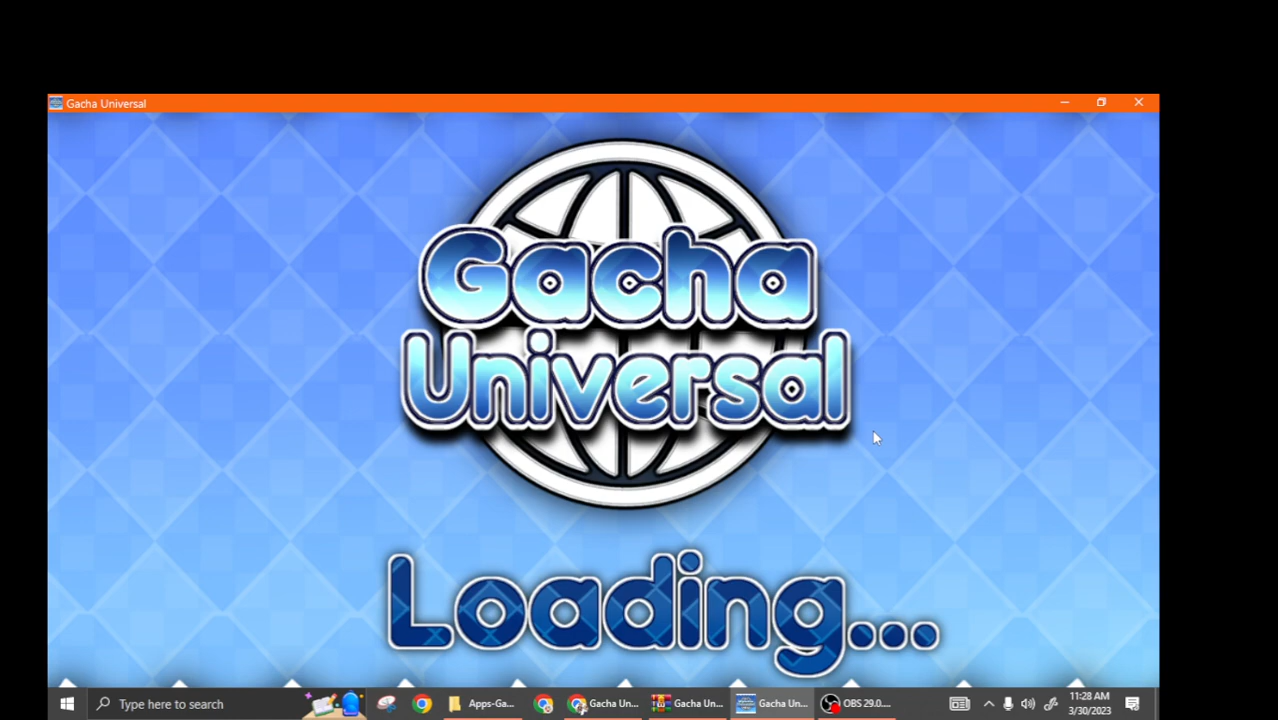 Gacha Universal
Gacha
Universal
Loading...
Type here to search
Apps-Ga...
Gacha Un...
Gacha Un...
Gacha Un...
OBS 29.0....
11:28 AM
3/30/2023